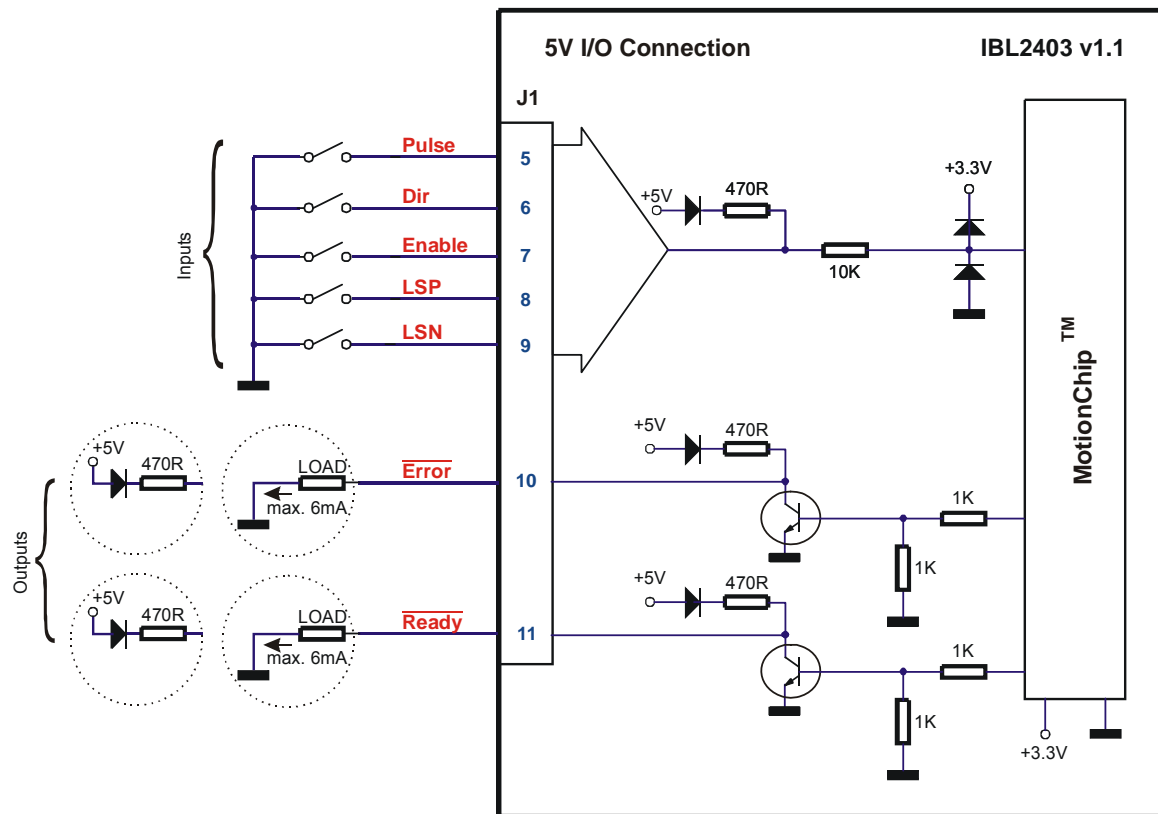 5V I/O Connection
IBL2403 v1.1
J1
Inputs
Pulse
5
Dir
6
Enable
7
LSP
8
LSN
9
+5V
470R
10K
+3.3V
MotionChip™
Outputs
+5V
470R
LOAD
max. 6mA
Error
10
+5V
470R
1K
1K
+5V
470R
LOAD
max. 6mA
Ready
11
+5V
470R
1K
1K
+3.3V